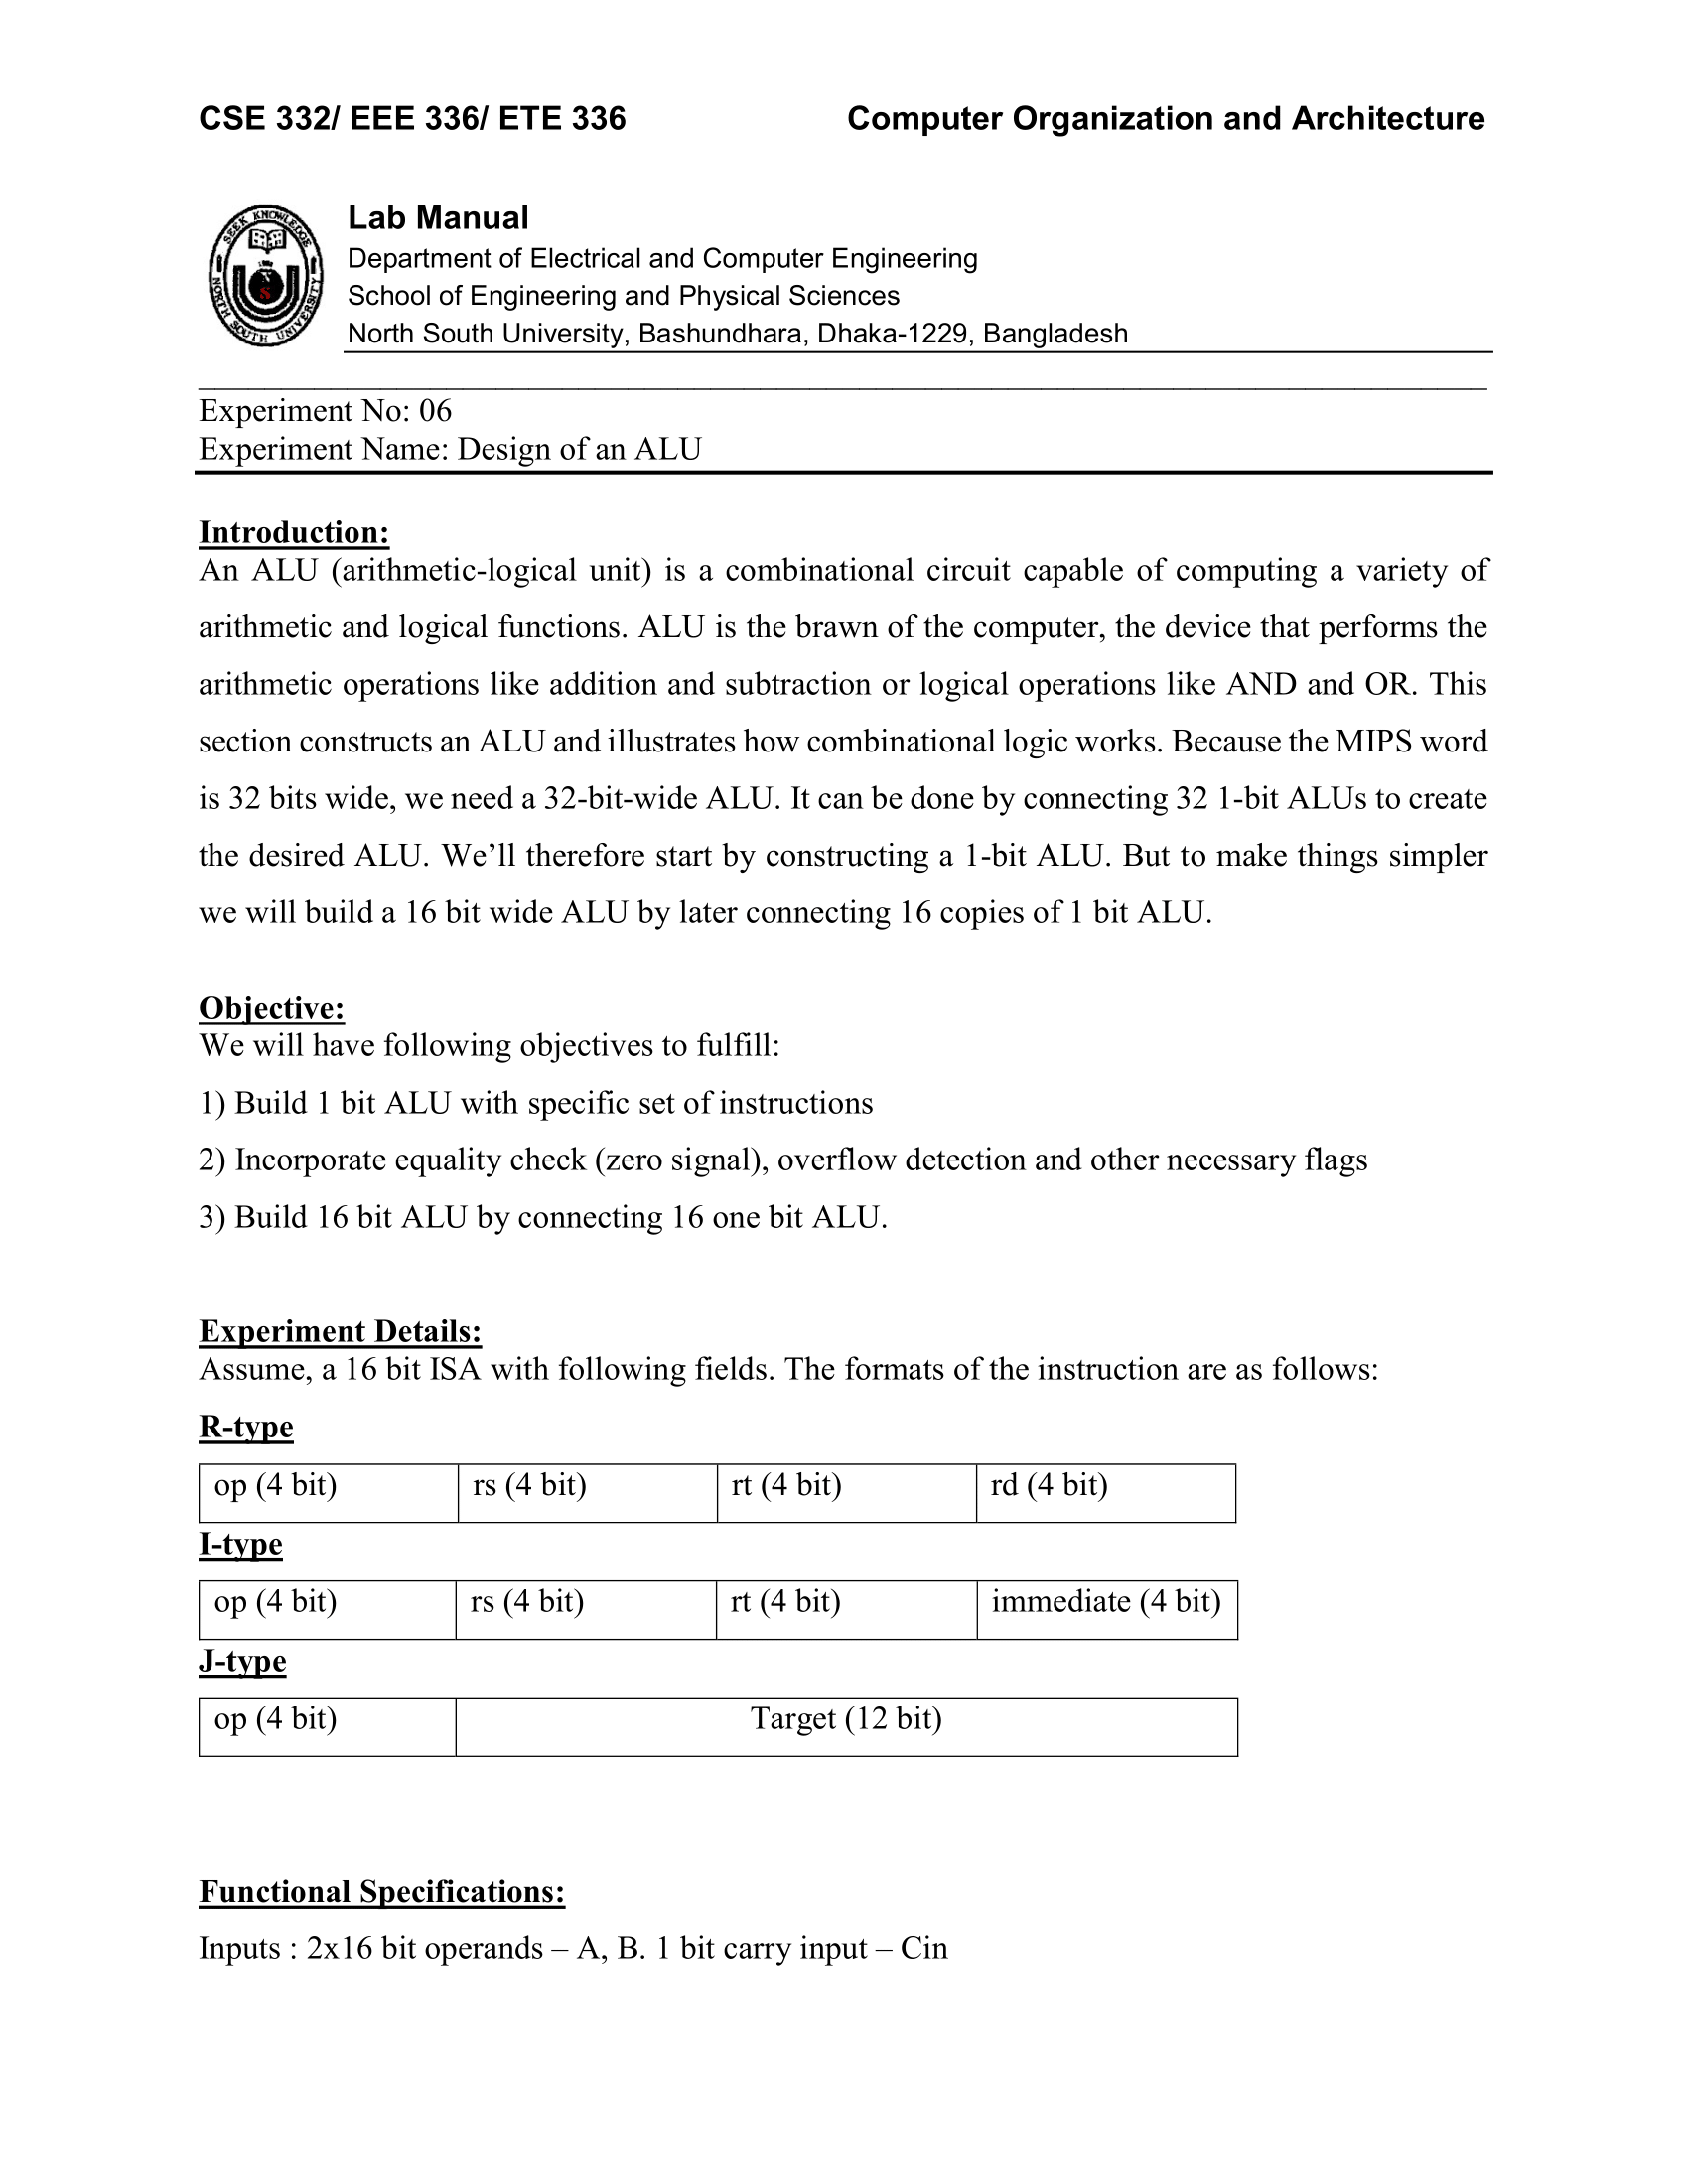 CSE 332/ EEE 336/ ETE 336 Computer Organization and Architecture
SEEK KNOWLEDGE
NORTH SOUTH UNIVERSITY
Lab Manual
Department of Electrical and Computer Engineering
School of Engineering and Physical Sciences
North South University, Bashundhara, Dhaka-1229, Bangladesh
Experiment No: 06
Experiment Name: Design of an ALU
Introduction:
An ALU (arithmetic-logical unit) is a combinational circuit capable of computing a variety of
arithmetic and logical functions. ALU is the brawn of the computer, the device that performs the
arithmetic operations like addition and subtraction or logical operations like AND and OR. This
section constructs an ALU and illustrates how combinational logic works. Because the MIPS word
is 32 bits wide, we need a 32-bit-wide ALU. It can be done by connecting 32 1-bit ALUs to create
the desired ALU. We’ll therefore start by constructing a 1-bit ALU. But to make things simpler
we will build a 16 bit wide ALU by later connecting 16 copies of 1 bit ALU.
Objective:
We will have following objectives to fulfill:
1) Build 1 bit ALU with specific set of instructions
2) Incorporate equality check (zero signal), overflow detection and other necessary flags
3) Build 16 bit ALU by connecting 16 one bit ALU.
Experiment Details:
Assume, a 16 bit ISA with following fields. The formats of the instruction are as follows:
R-type
op (4 bit) rs (4 bit) rt (4 bit) rd (4 bit)
I-type
op (4 bit) rs (4 bit) rt (4 bit) immediate (4 bit)
J-type
op (4 bit) Target (12 bit)
Functional Specifications:
Inputs : 2x16 bit operands – A, B. 1 bit carry input – Cin